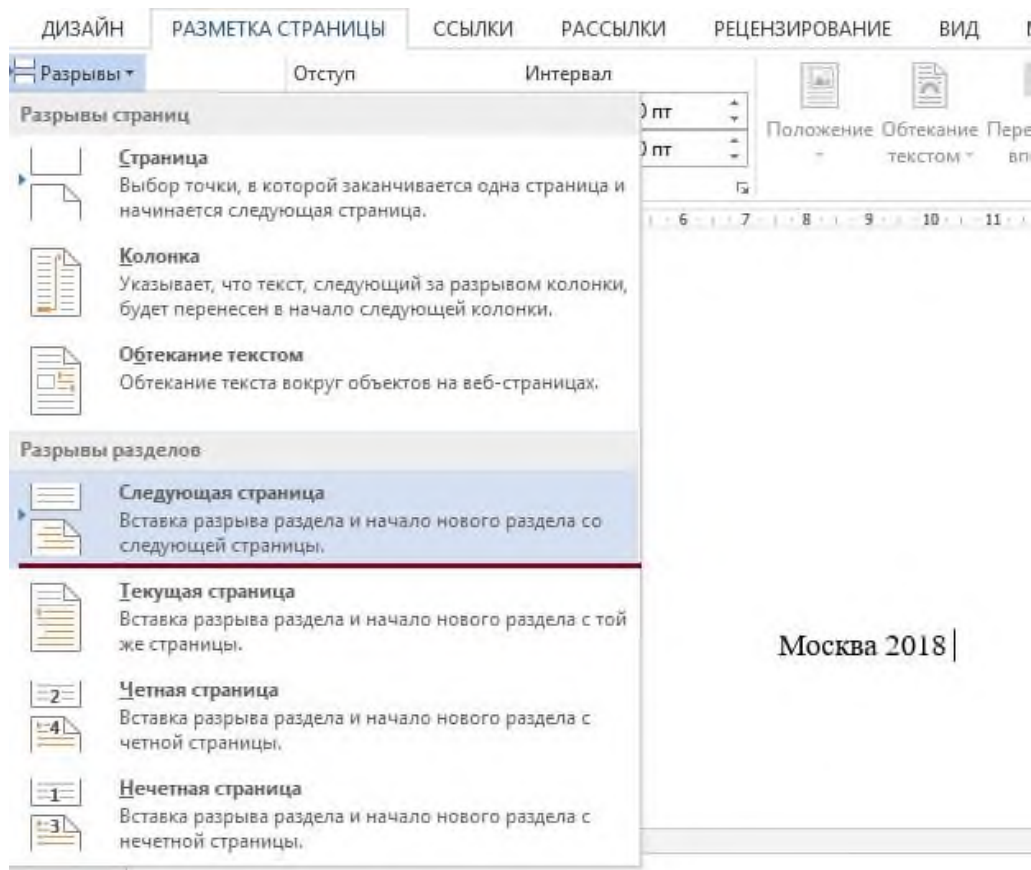 ДИЗАЙН РАЗМЕТКА СТРАНИЦЫ ССЫЛКИ РАССЫЛКИ РЕЦЕНЗИРОВАНИЕ ВИД
Разрывы Отступ Интервал
Разрывы страниц
пт
пт
Положение Обтекание
текстом
Страница
Выбор точки, в которой заканчивается одна страница и
начинается следующая страница.
6 7 8 9 10 11
Колонка
Указывает, что текст, следующий за разрывом колонки,
будет перенесен в начало следующей колонки.
Обтекание текстом
Обтекание текста вокруг объектов на веб-страницах.
Разрывы разделов
Следующая страница
Вставка разрыва раздела и начало нового раздела со
следующей страницы.
Текущая страница
Вставка разрыва раздела и начало нового раздела с той
же страницы.
Москва 2018
2
4
Четная страница
Вставка разрыва раздела и начало нового раздела с
четной страницы.
1
3
Нечетная страница
Вставка разрыва раздела и начало нового раздела с
нечетной страницы.